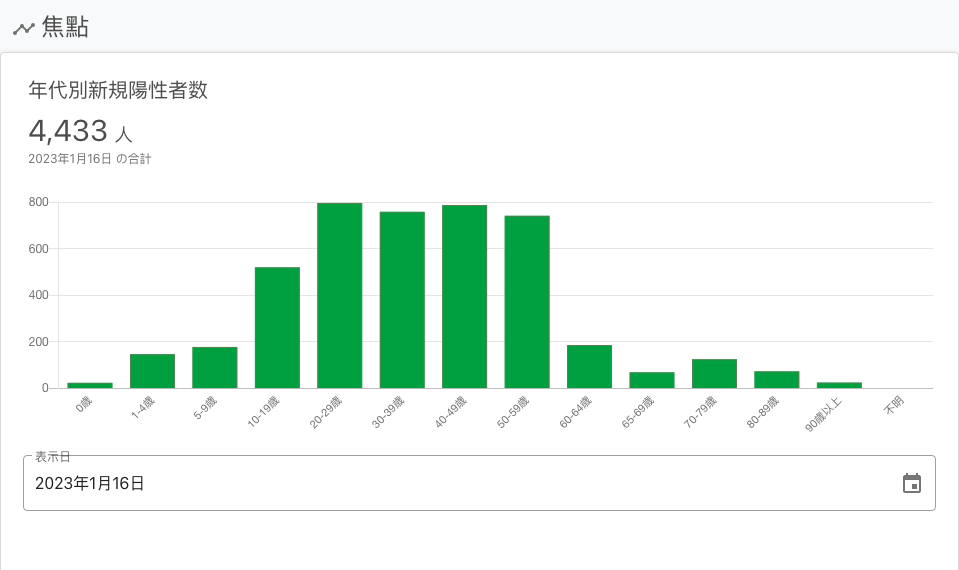 焦點
年代別新規陽性者数
4,433 人
2023年1月16日 の合計
800
600
400
200
0
0歳 1-4歳 5-9歳 10-19歳 20-29歳 30-39歳 40-49歳 50-59歳 60-64歳 65-69歳 70-79歳 80-89歳 90歳以上 不明
表示日
2023年1月16日